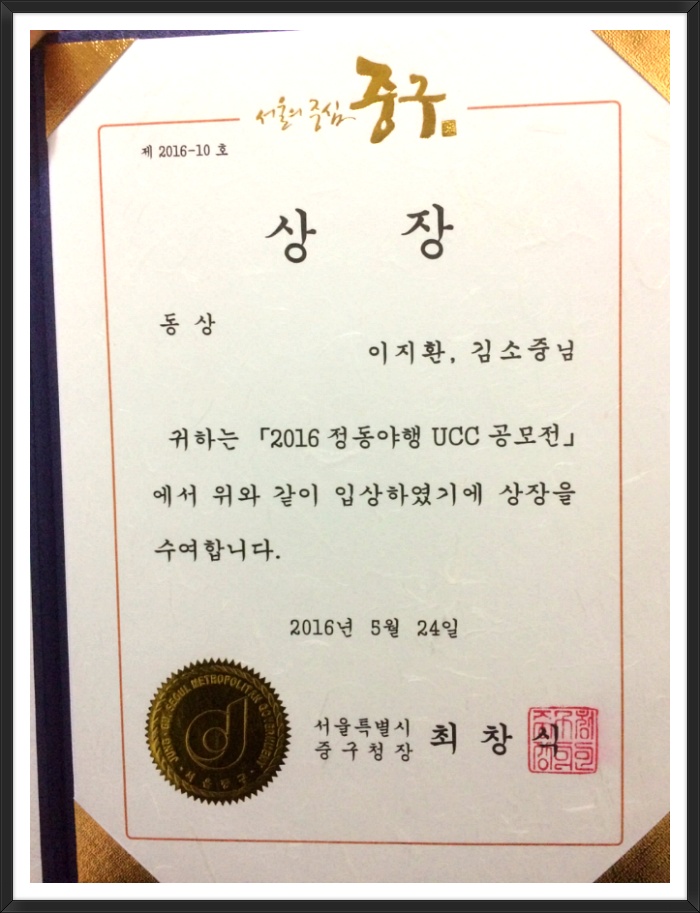 서울의 중심 중구
제 2016-10 호
상 장
동 상
이지환, 김소중님
귀하는 「2016 정동야행 UCC 공모전」
에서 위와 같이 입상하였기에 상장을
수여합니다.
2016년 5월 24일
서울특별시
중구청장 최창식